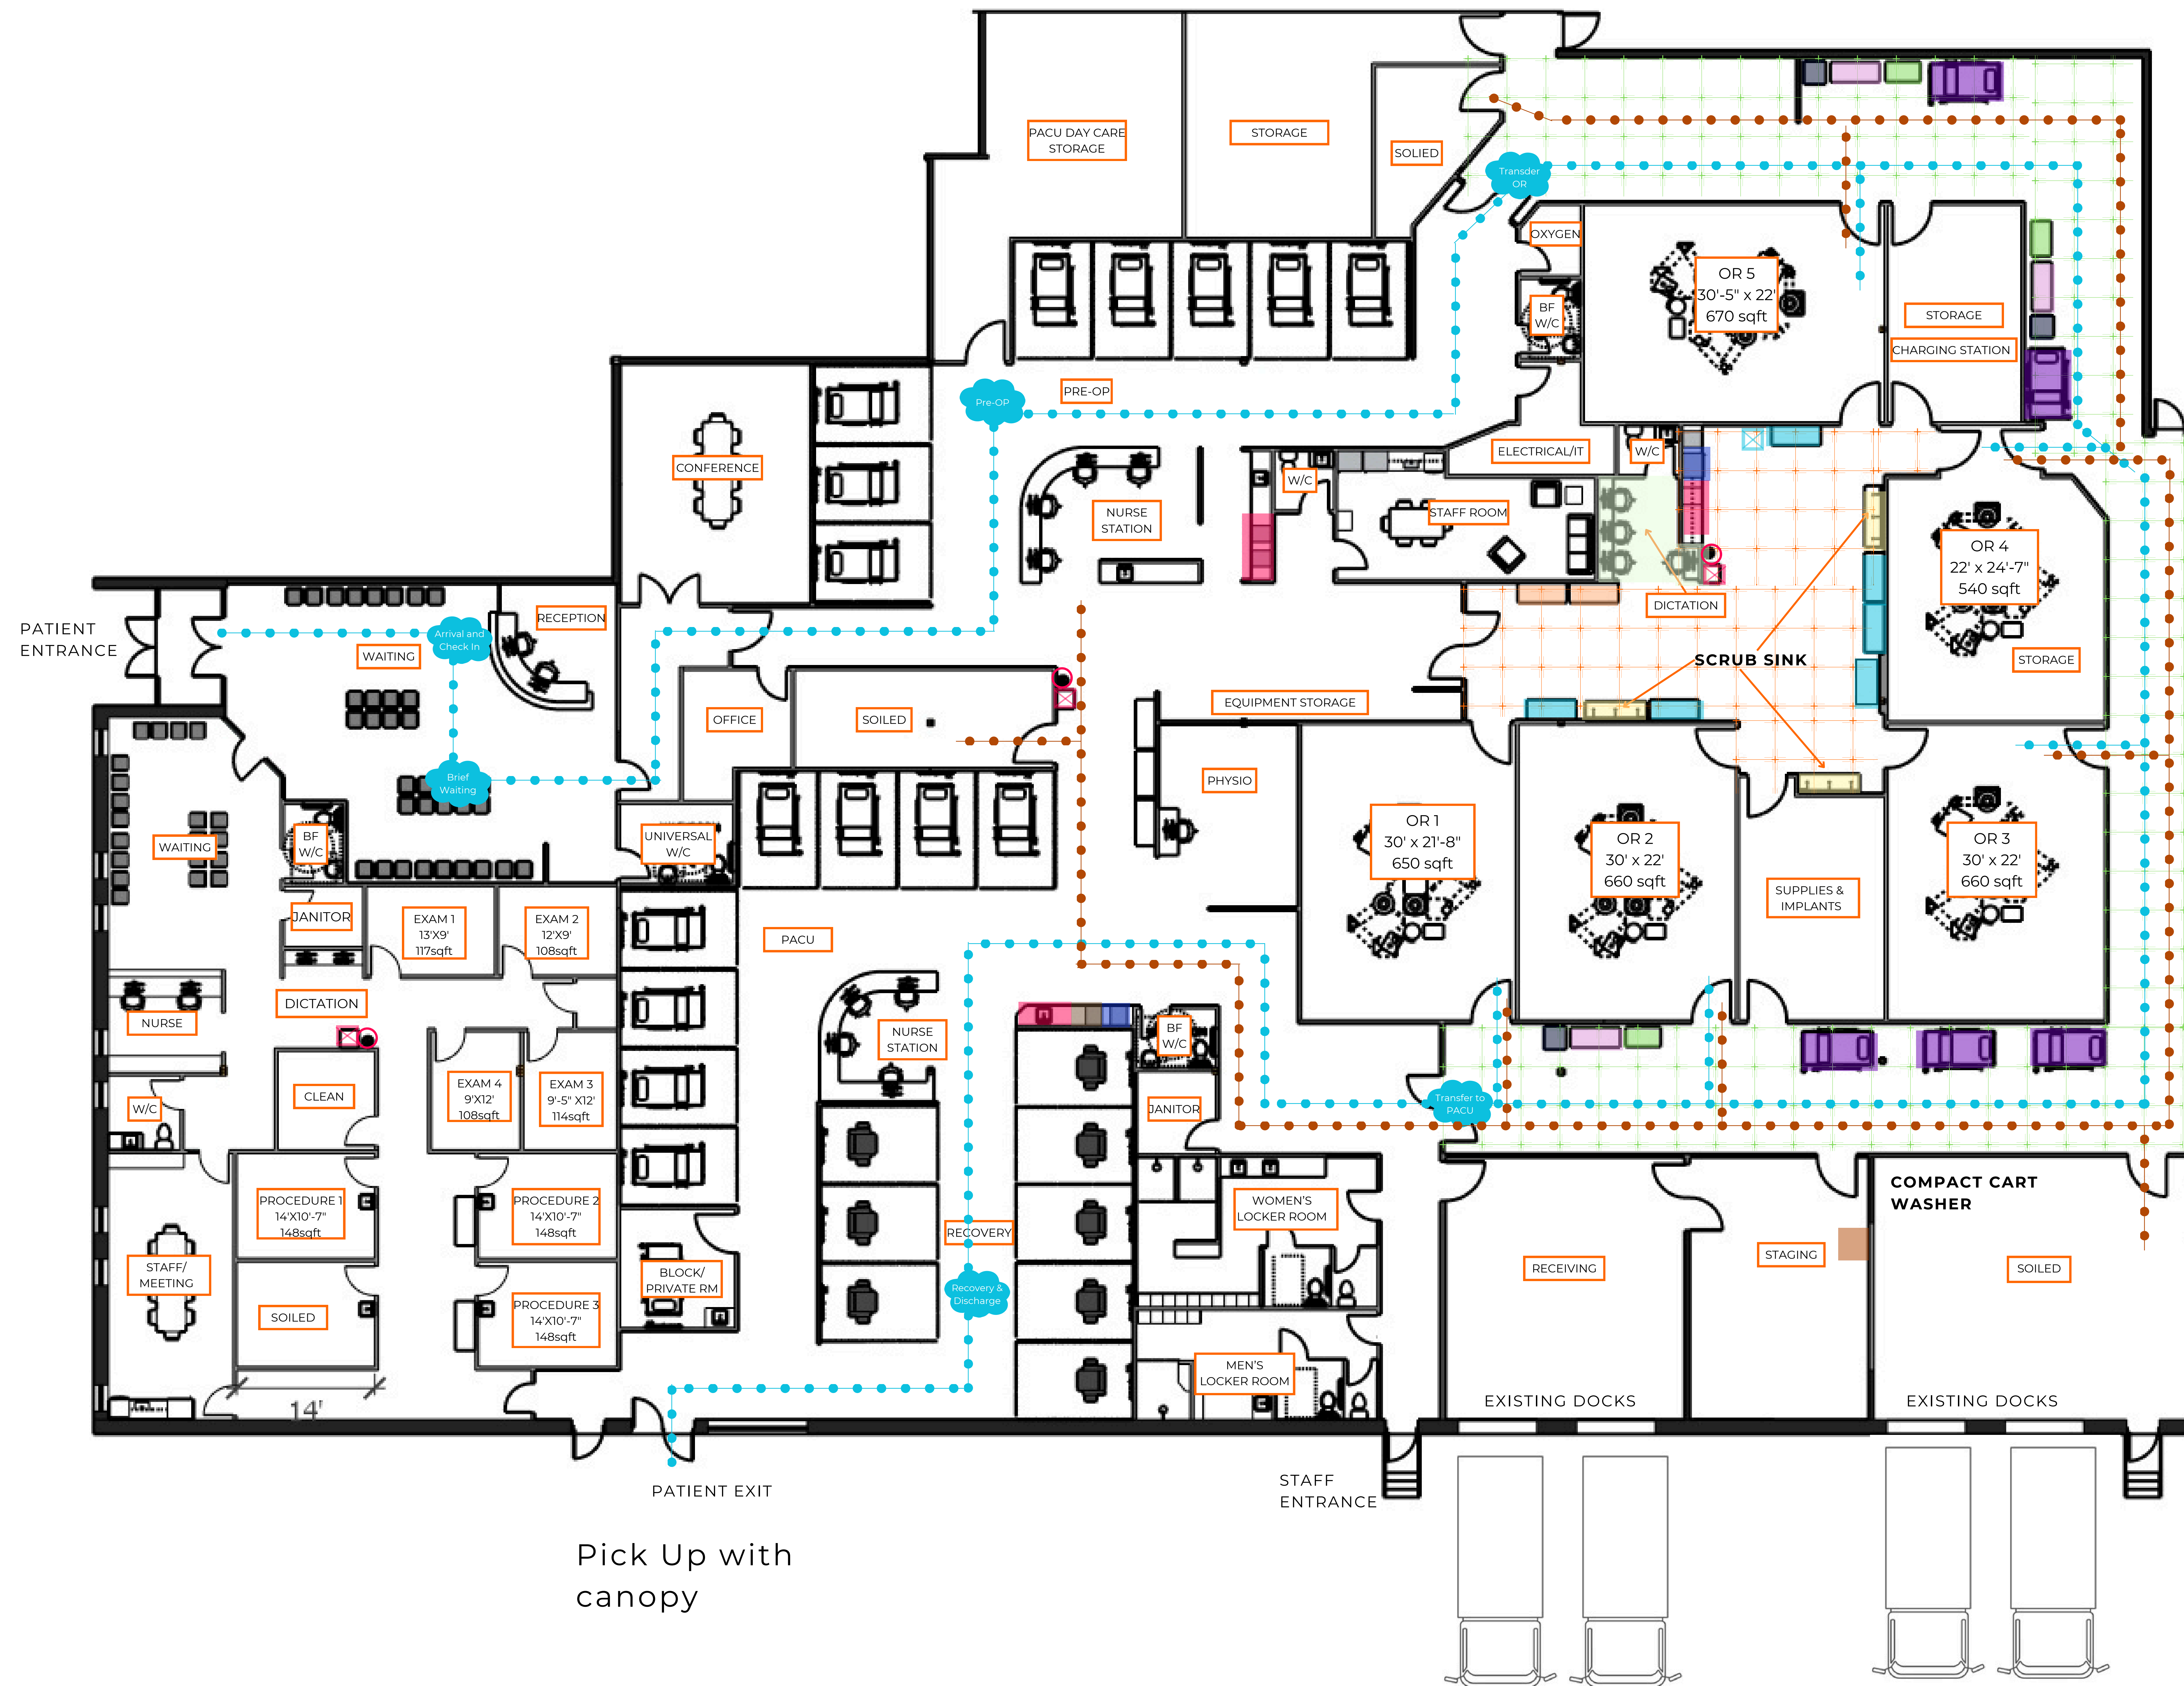 PACU DAY CARE
STORAGE
STORAGE
SOLIED
Transder
OR
OXYGEN
OR 5
30'-5" x 22'
670 sqft
BF
W/C
STORAGE
CHARGING STATION
Pre-OP
PRE-OP
CONFERENCE
NURSE
STATION
W/C
STAFF ROOM
ELECTRICAL/IT
W/C
OR 4
22' x 24'-7"
540 sqft
STORAGE
DICTATION
SCRUB SINK
PATIENT
ENTRANCE
WAITING
Arrival and
Check In
RECEPTION
Brief
Waiting
OFFICE
SOILED
EQUIPMENT STORAGE
PHYSIO
OR 1
30' x 21'-8"
650 sqft
OR 2
30' x 22'
660 sqft
SUPPLIES &
IMPLANTS
OR 3
30' x 22'
660 sqft
WAITING
BF
W/C
UNIVERSAL
W/C
JANITOR
EXAM 1
13'X9'
117sqft
EXAM 2
12'X9'
108sqft
PACU
DICTATION
NURSE
NURSE
STATION
BF
W/C
CLEAN
EXAM 4
9'X12'
108sqft
EXAM 3
9'-5" X12'
114sqft
W/C
JANITOR
Transfer to
PACU
PROCEDURE 1
14'X10'-7"
148sqft
PROCEDURE 2
14'X10'-7"
148sqft
RECOVERY
WOMEN'S
LOCKER ROOM
COMPACT CART
WASHER
STAFF/
MEETING
BLOCK/
PRIVATE RM
Recovery &
Discharge
RECEIVING
STAGING
SOILED
SOILED
PROCEDURE 3
14'X10'-7"
148sqft
MEN'S
LOCKER ROOM
14'
EXISTING DOCKS
EXISTING DOCKS
PATIENT EXIT
STAFF
ENTRANCE
Pick Up with
canopy